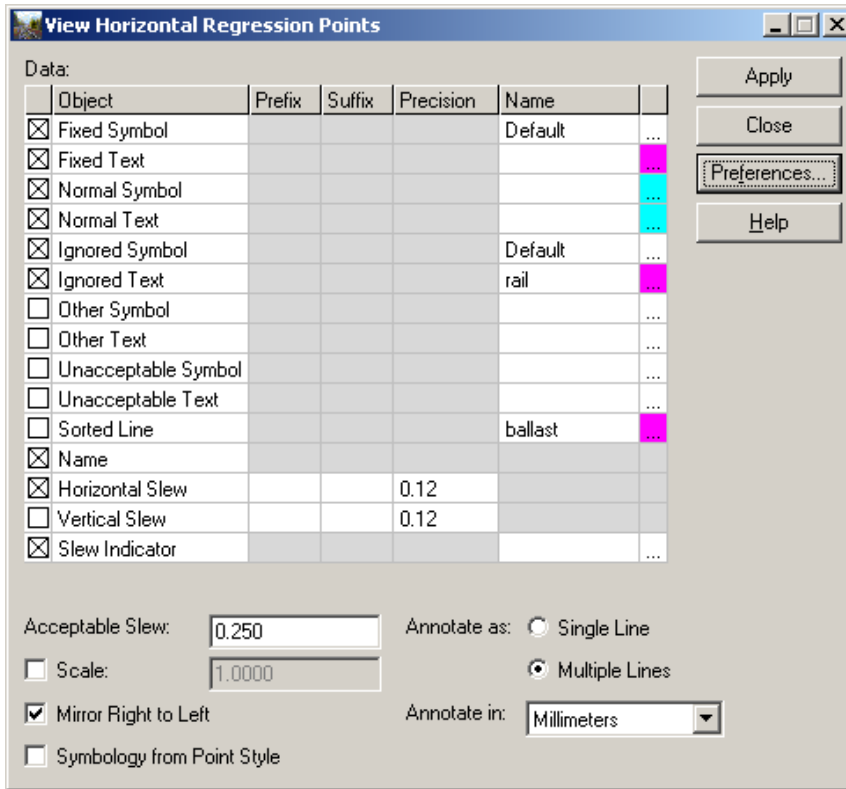 View Horizontal Regression Points
Data:
Object Prefix Suffix Precision Name
Fixed Symbol Default ...
Fixed Text ...
Normal Symbol ...
Normal Text ...
Ignored Symbol Default ...
Ignored Text rail ...
Other Symbol ...
Other Text ...
Unacceptable Symbol ...
Unacceptable Text ...
Sorted Line ballast ...
Name
Horizontal Slew 0.12
Vertical Slew 0.12
Slew Indicator ...
Apply
Close
Preferences...
Help
Acceptable Slew: 0.250 Annotate as: Single Line
Scale: 1.0000 Multiple Lines
Mirror Right to Left Annotate in: Millimeters
Symbology from Point Style